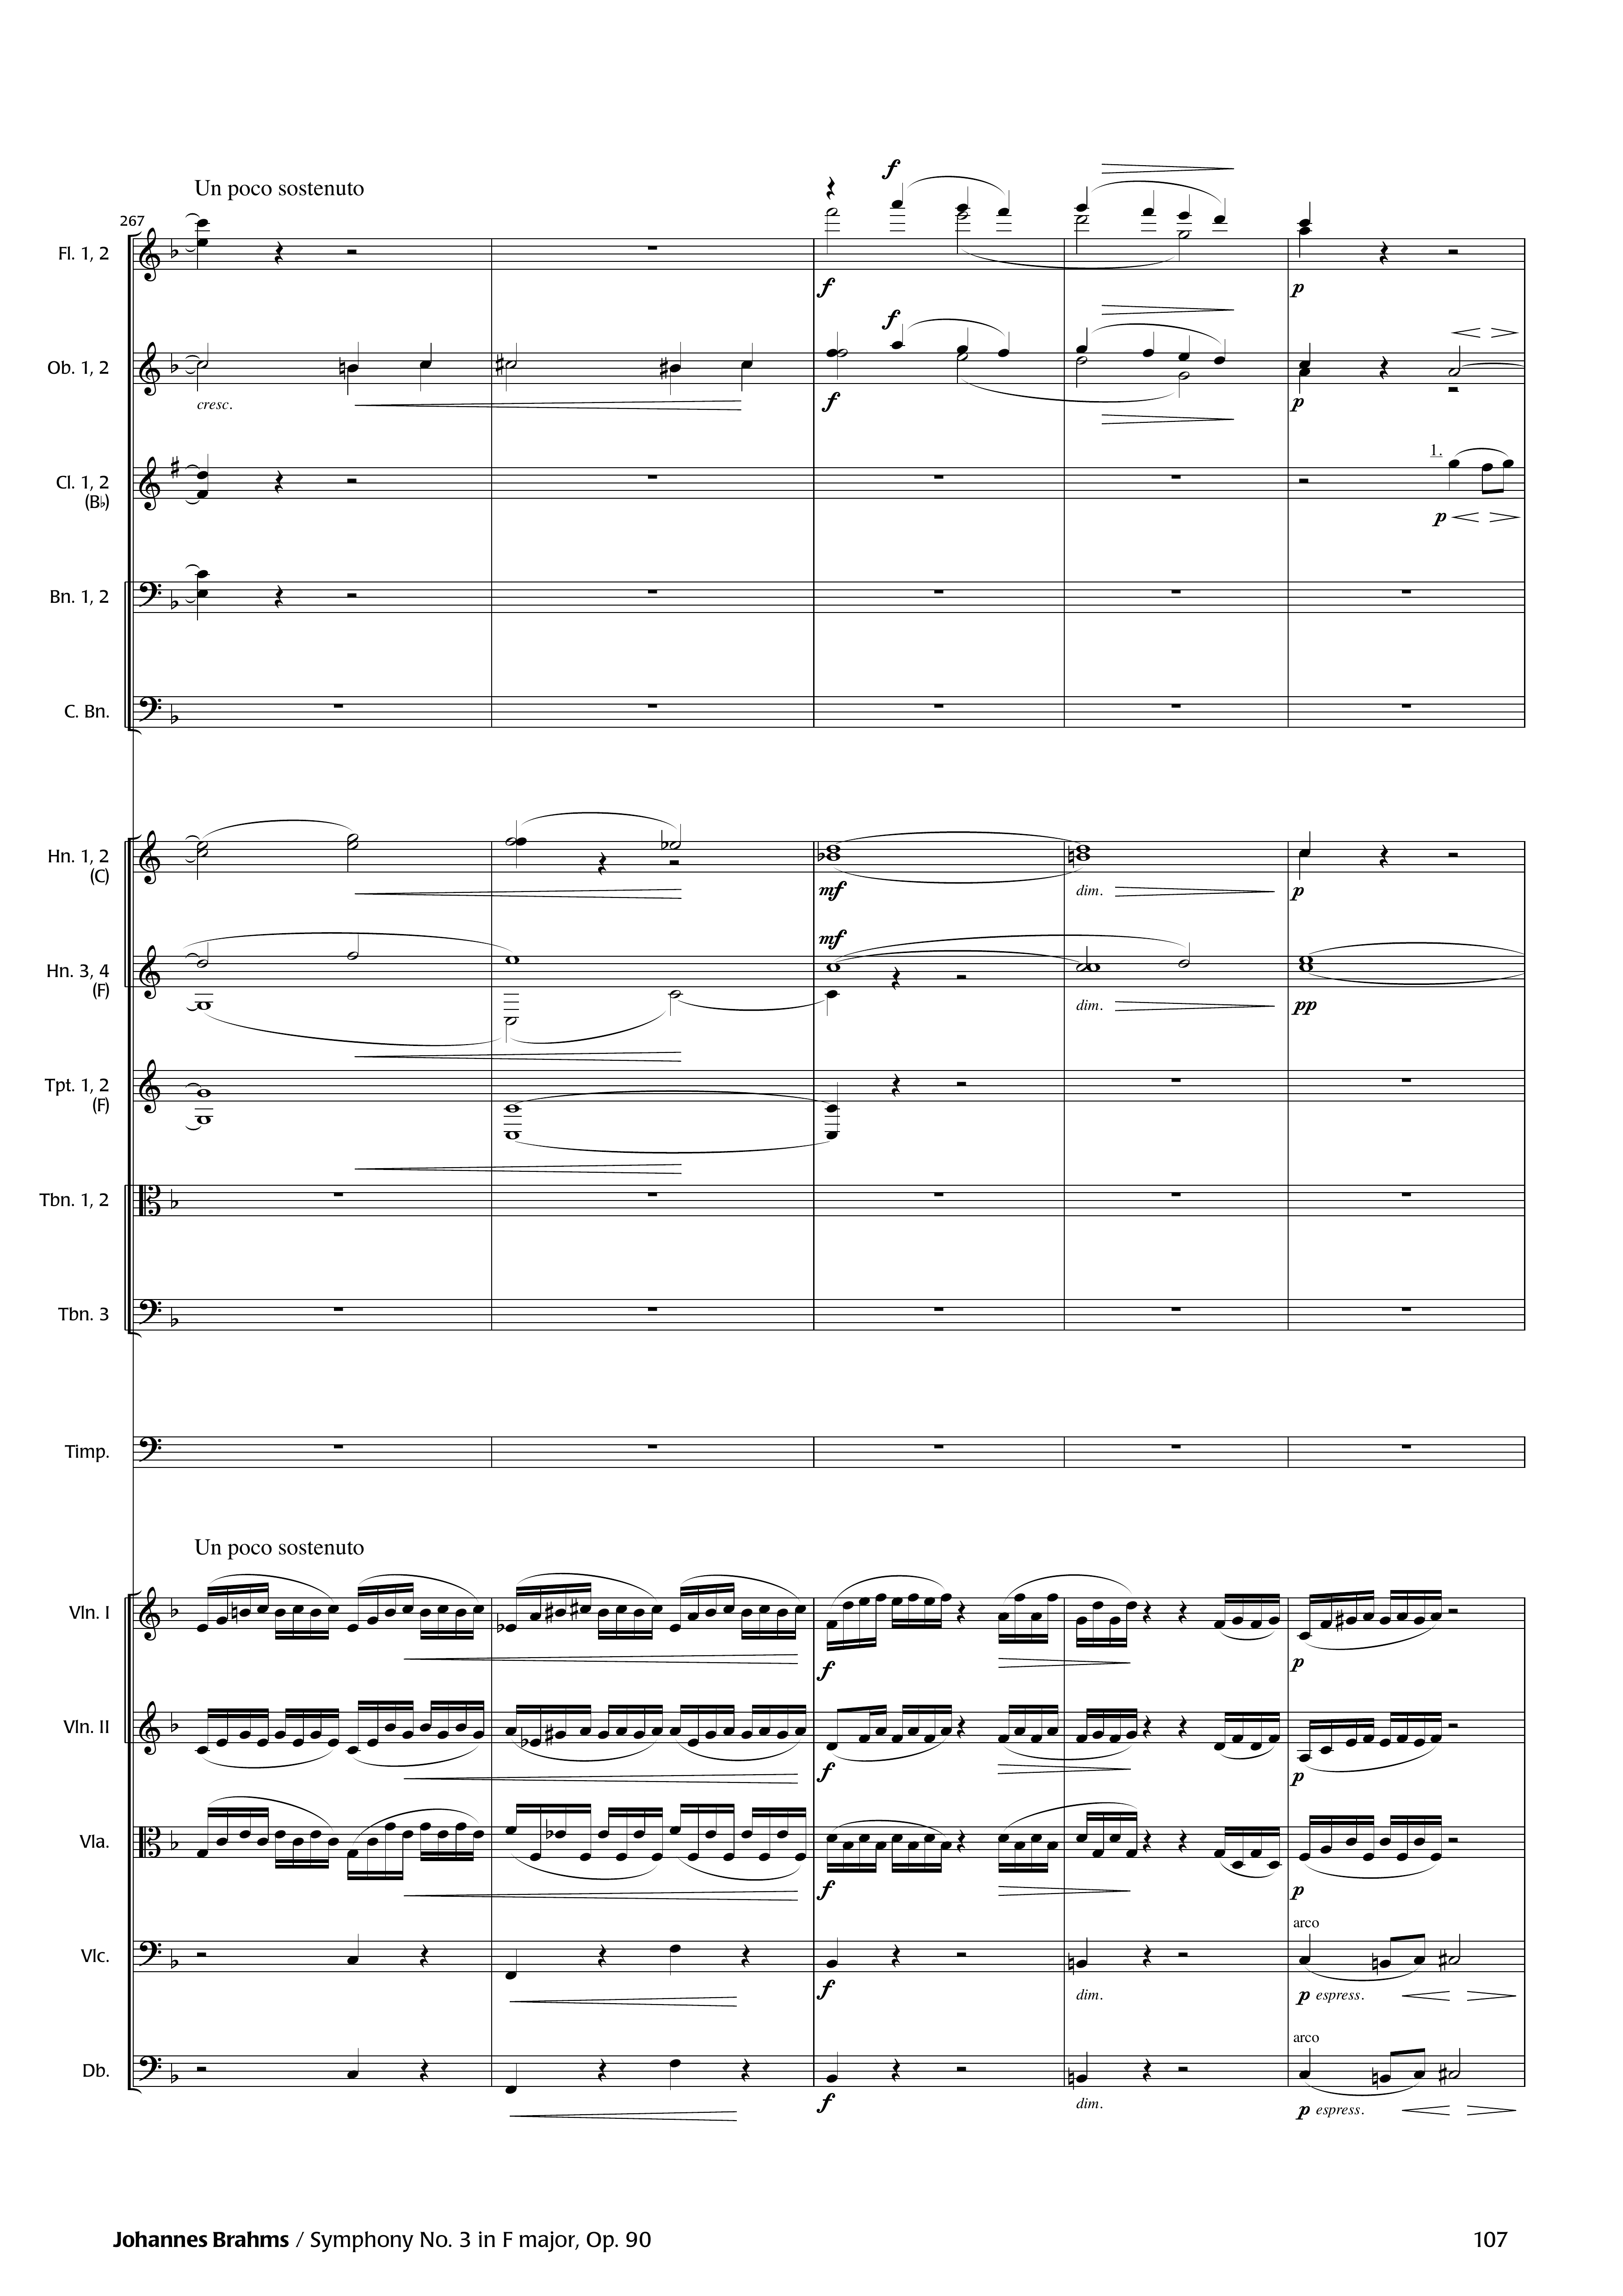 Un poco sostenuto
267
Fl. 1, 2
f
f
p
Ob. 1, 2
cresc.
f
f
p
Cl. 1, 2
(B♭)
1.
p
Bn. 1, 2
C. Bn.
Hn. 1, 2
(C)
mf
dim.
p
Hn. 3, 4
(F)
mf
dim.
pp
Tpt. 1, 2
(F)
Tbn. 1, 2
Tbn. 3
Timp.
Un poco sostenuto
Vln. I
f
p
Vln. II
f
p
Vla.
f
p
Vlc.
f
dim.
arco
p espress.
Db.
f
dim.
arco
p espress.
Johannes Brahms / Symphony No. 3 in F major, Op. 90
107